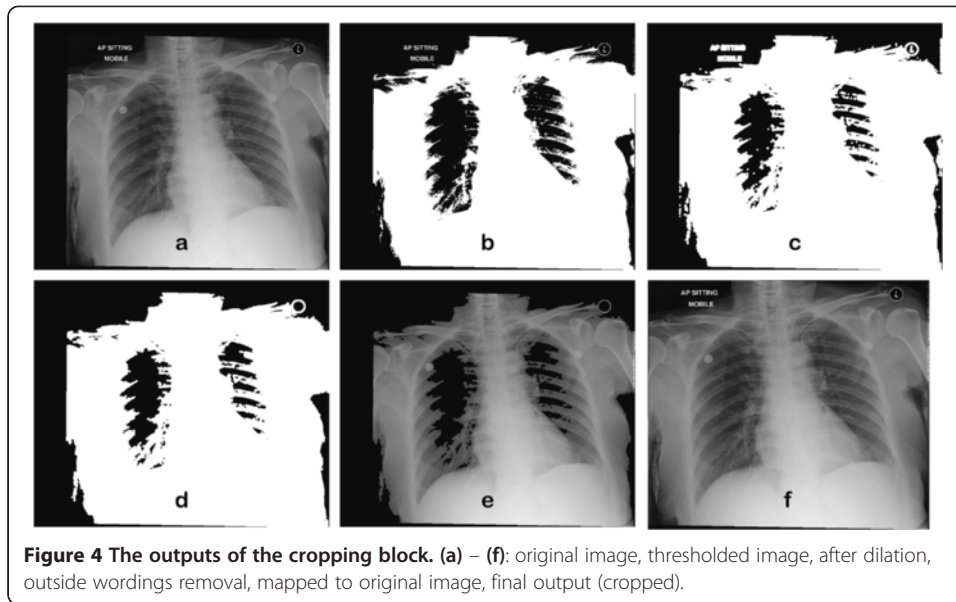 AP SITTING
MOBILE
L
a
AP SITTING
MOBILE
L
b
AP SITTING
MOBILE
L
c
d
e
AP SITTING
MOBILE
L
f
Figure 4 The outputs of the cropping block. (a) – (f): original image, thresholded image, after dilation,
outside wordings removal, mapped to original image, final output (cropped).